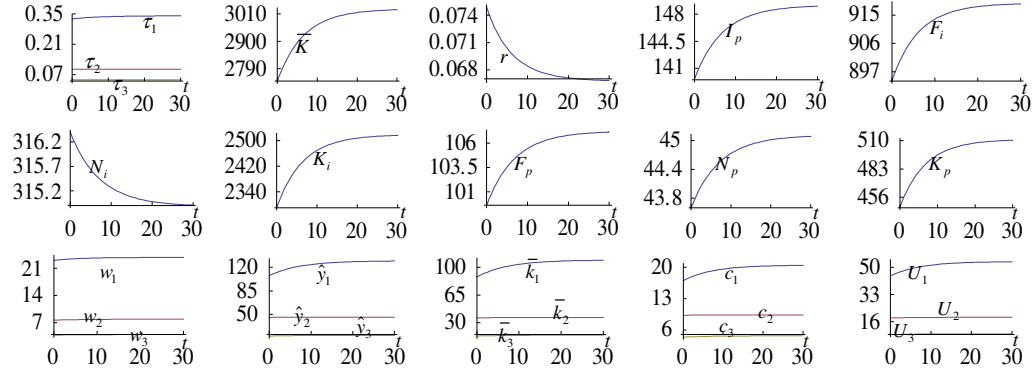 0.35 τ₁ 3010 K̄ 0.074 148 I_p 915 F_i
0.21 2900 0.071 r 144.5 906
0.07 τ₂ τ₃ t 2790 t 0.068 t 141 t 897 t
0 10 20 30 0 10 20 30 0 10 20 30 0 10 20 30 0 10 20 30
316.2 N_i 2500 K_i 106 F_p 45 N_p 510 K_p
315.7 2420 103.5 44.4 483
315.2 t 2340 t 101 t 43.8 t 456 t
0 10 20 30 0 10 20 30 0 10 20 30 0 10 20 30 0 10 20 30
21 w₁ 120 ŷ₁ 100 k̄₁ 20 c₁ 50 U₁
14 85 65 13 33
7 w₂ w₃ t 50 ŷ₂ ŷ₃ t 30 k̄₂ k̄₃ t 6 c₂ c₃ t 16 U₂ U₃ t
0 10 20 30 0 10 20 30 0 10 20 30 0 10 20 30 0 10 20 30